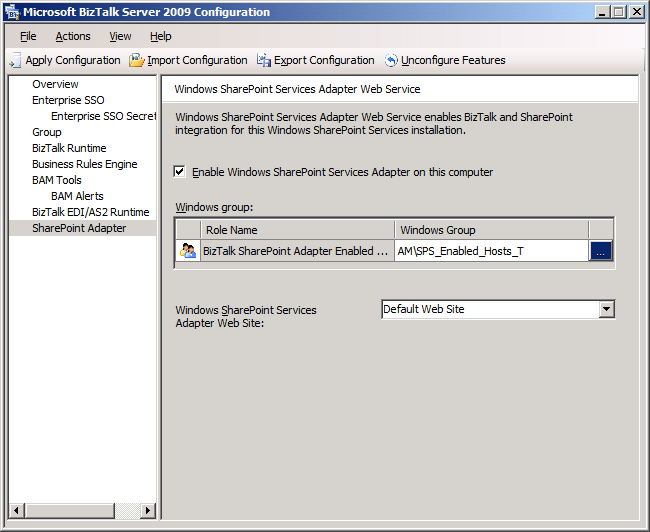 Microsoft BizTalk Server 2009 Configuration
File Actions View Help
Apply Configuration Import Configuration Export Configuration Unconfigure Features
Overview
Enterprise SSO
Enterprise SSO Secret
Group
BizTalk Runtime
Business Rules Engine
BAM Tools
BAM Alerts
BizTalk EDI/AS2 Runtime
SharePoint Adapter
Windows SharePoint Services Adapter Web Service
Windows SharePoint Services Adapter Web Service enables BizTalk and SharePoint
integration for this Windows SharePoint Services installation.
Enable Windows SharePoint Services Adapter on this computer
Windows group:
Role Name Windows Group
BizTalk SharePoint Adapter Enabled ... AM\SPS_Enabled_Hosts_T ...
Windows SharePoint Services
Adapter Web Site:
Default Web Site